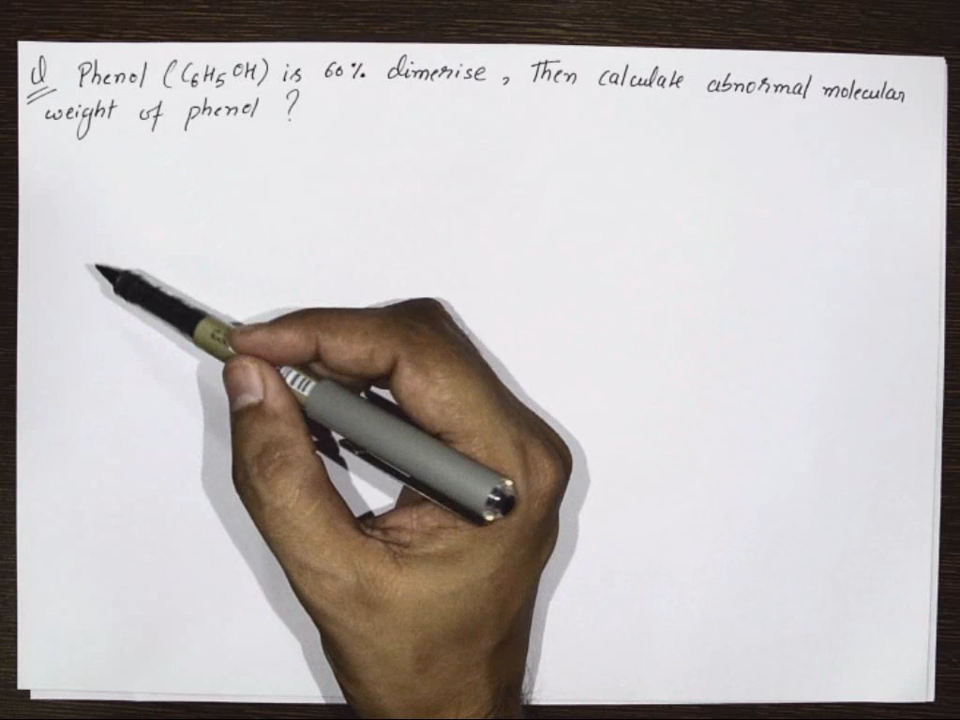 Q Phenol (C6H5OH) is 60% dimerise, Then calculate abnormal molecular
weight of phenol ?